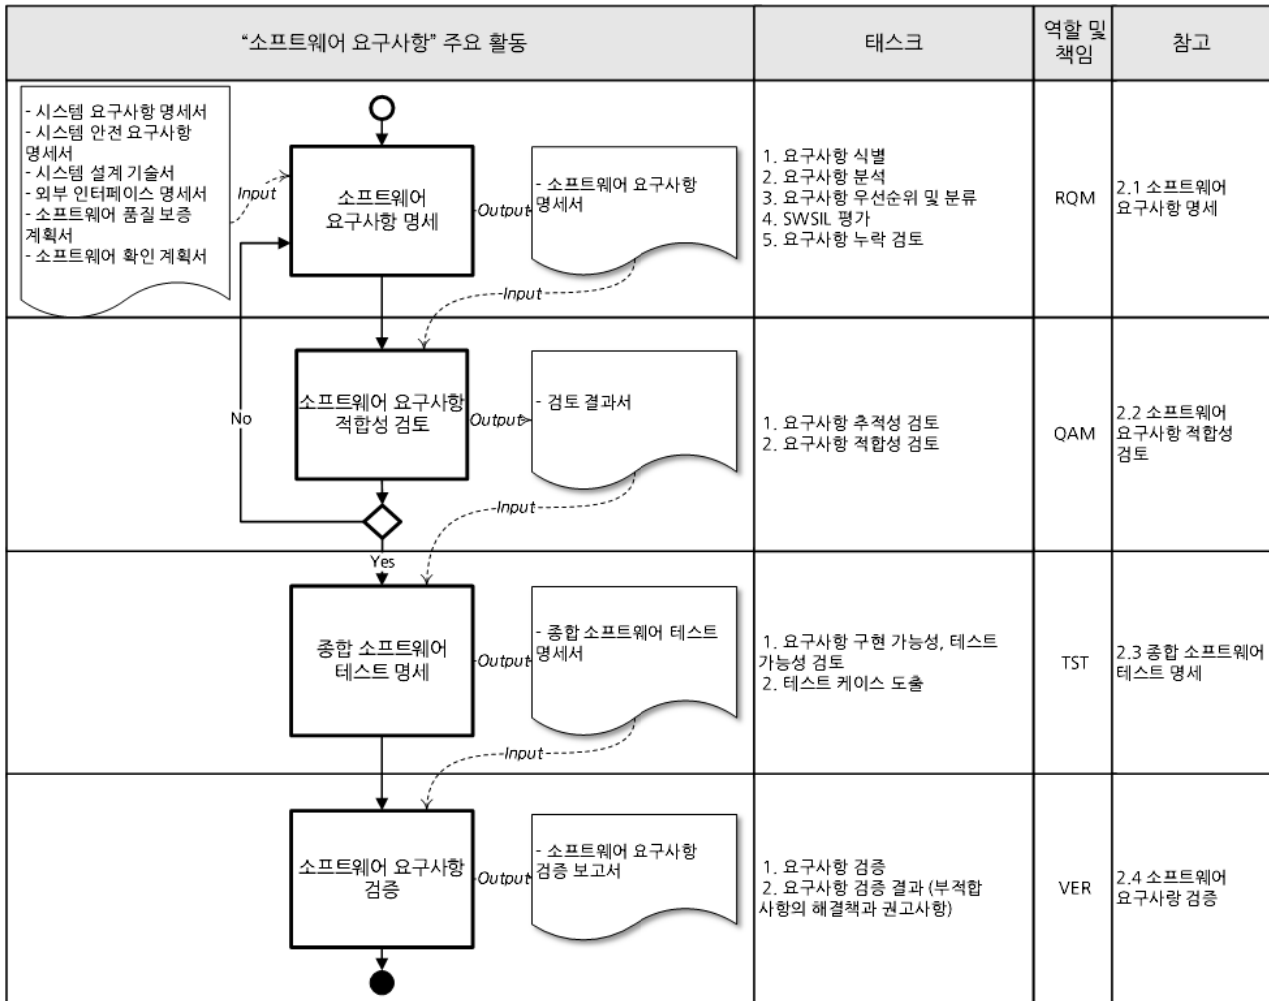 “소프트웨어 요구사항” 주요 활동
태스크
역할 및
책임
참고
- 시스템 요구사항 명세서
- 시스템 안전 요구사항
명세서
- 시스템 설계 기술서
- 외부 인터페이스 명세서
- 소프트웨어 품질 보증
계획서
- 소프트웨어 확인 계획서
Input
소프트웨어
요구사항 명세
Output
- 소프트웨어 요구사항
명세서
1. 요구사항 식별
2. 요구사항 분석
3. 요구사항 우선순위 및 분류
4. SWSIL 평가
5. 요구사항 누락 검토
RQM
2.1 소프트웨어
요구사항 명세
Input
소프트웨어 요구사항
적합성 검토
Output
- 검토 결과서
1. 요구사항 추적성 검토
2. 요구사항 적합성 검토
QAM
2.2 소프트웨어
요구사항 적합성
검토
No
Input
Yes
종합 소프트웨어
테스트 명세
Output
- 종합 소프트웨어 테스트
명세서
1. 요구사항 구현 가능성, 테스트
가능성 검토
2. 테스트 케이스 도출
TST
2.3 종합 소프트웨어
테스트 명세
Input
소프트웨어 요구사항
검증
Output
- 소프트웨어 요구사항
검증 보고서
1. 요구사항 검증
2. 요구사항 검증 결과 (부적합
사항의 해결책과 권고사항)
VER
2.4 소프트웨어
요구사랑 검증